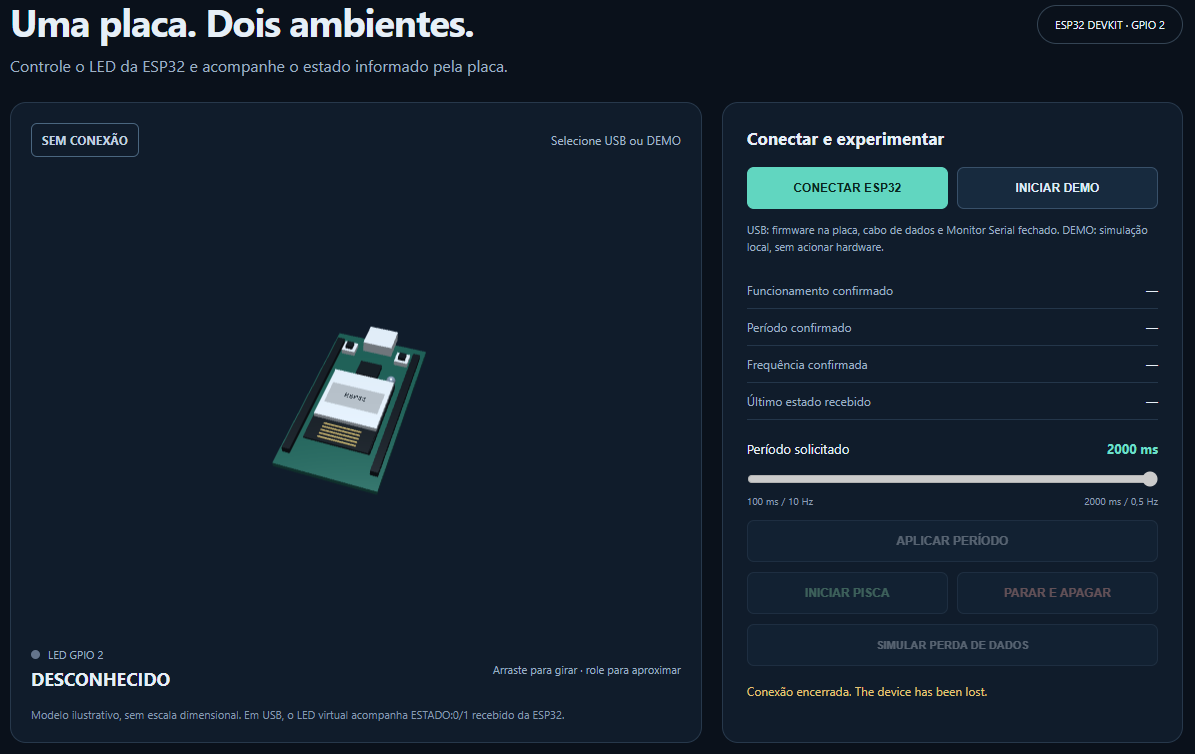 Uma placa. Dois ambientes.
ESP32 DEVKIT · GPIO 2
Controle o LED da ESP32 e acompanhe o estado informado pela placa.
SEM CONEXÃO
Selecione USB ou DEMO
ESP32
LED GPIO 2
DESCONHECIDO
Arraste para girar · role para aproximar
Modelo ilustrativo, sem escala dimensional. Em USB, o LED virtual acompanha ESTADO:0/1 recebido da ESP32.
Conectar e experimentar
CONECTAR ESP32
INICIAR DEMO
USB: firmware na placa, cabo de dados e Monitor Serial fechado. DEMO: simulação
local, sem acionar hardware.
Funcionamento confirmado —
Período confirmado —
Frequência confirmada —
Último estado recebido —
Período solicitado 2000 ms
100 ms / 10 Hz 2000 ms / 0,5 Hz
APLICAR PERÍODO
INICIAR PISCA
PARAR E APAGAR
SIMULAR PERDA DE DADOS
Conexão encerrada. The device has been lost.